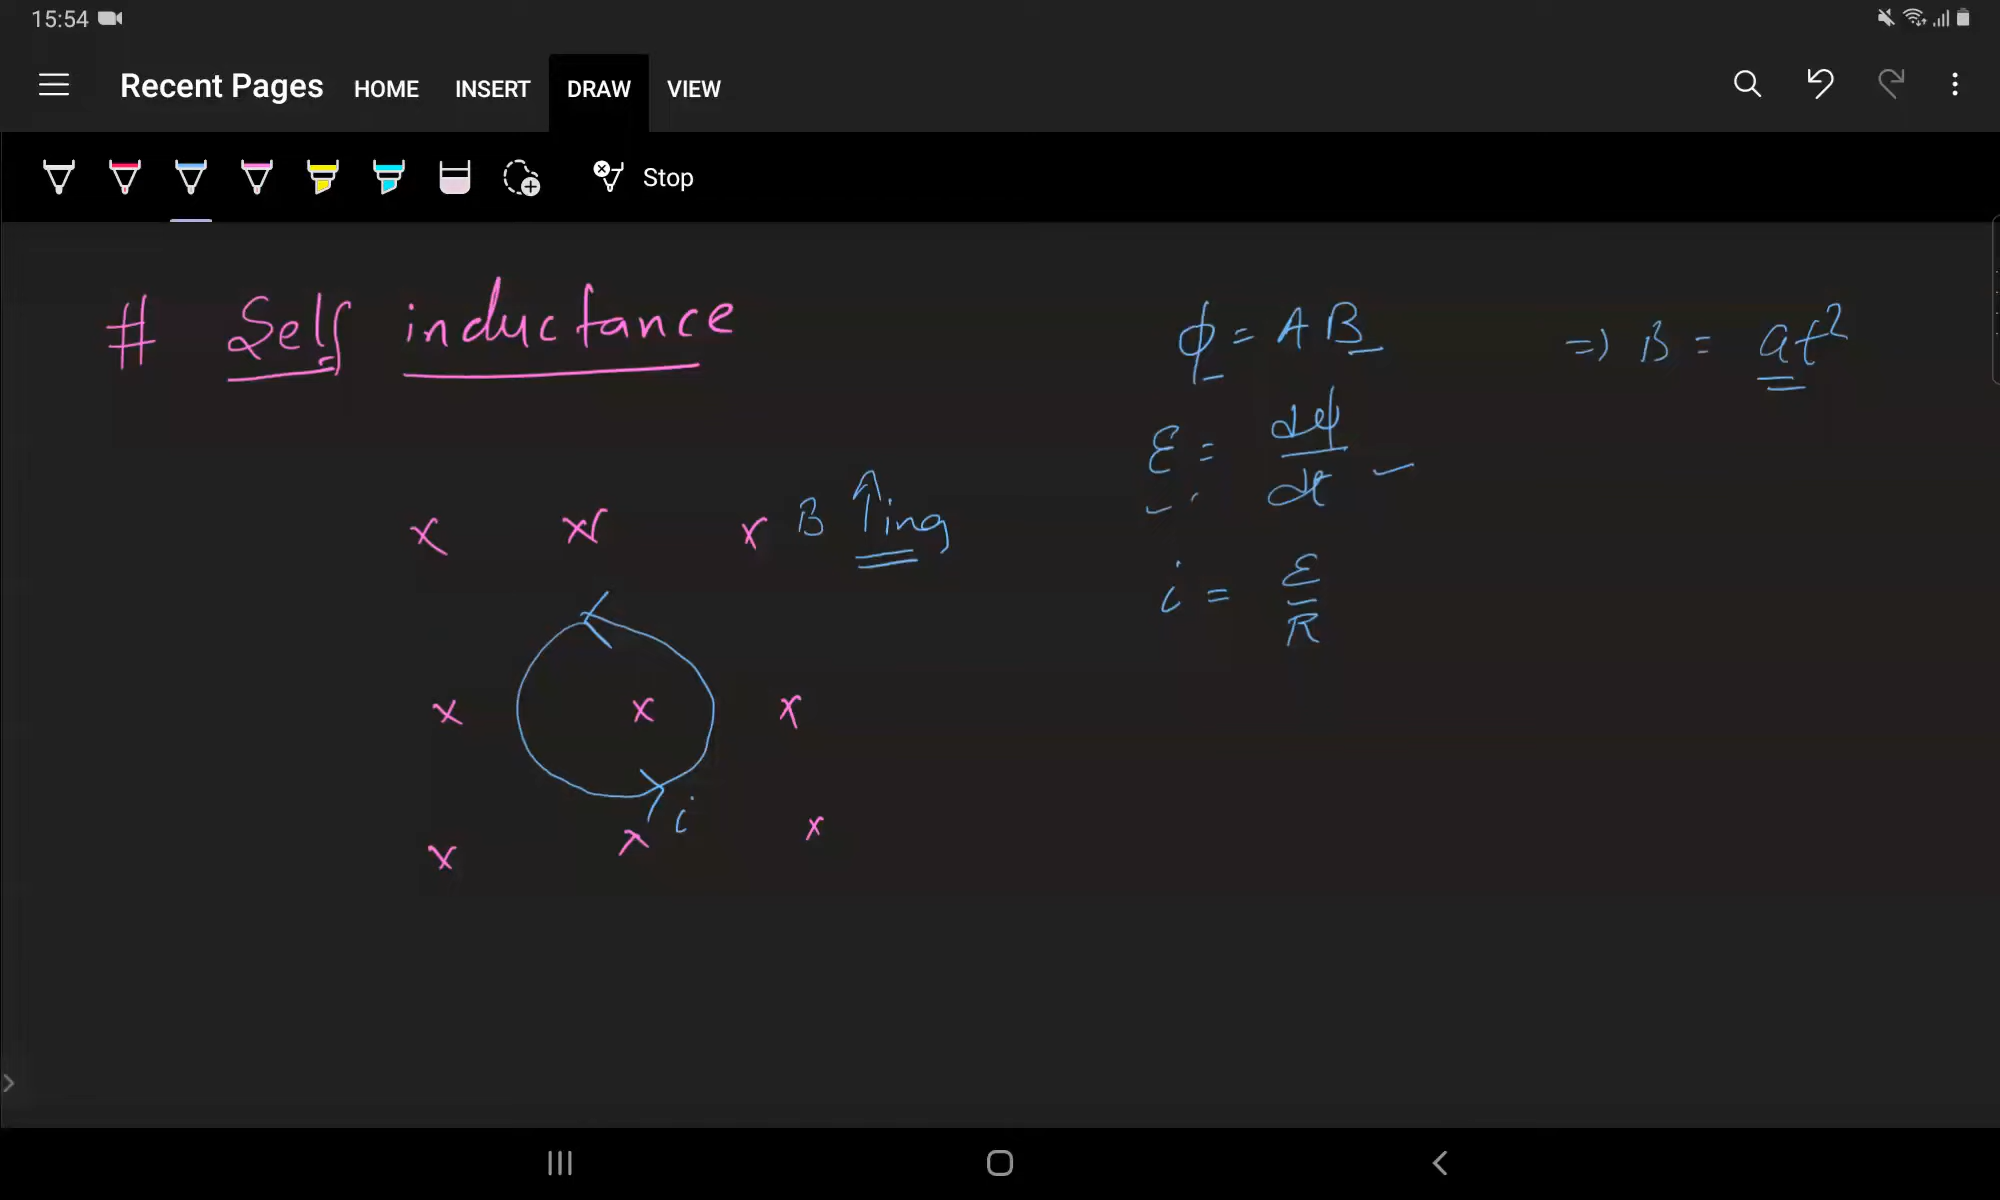 15:54
Recent Pages HOME INSERT DRAW VIEW
Stop
# Self inductance
ϕ = AB ⇒ B = at²
ε = dϕ/dt
x x x B ↑ing
i = ε/R
x x x
i
x x x